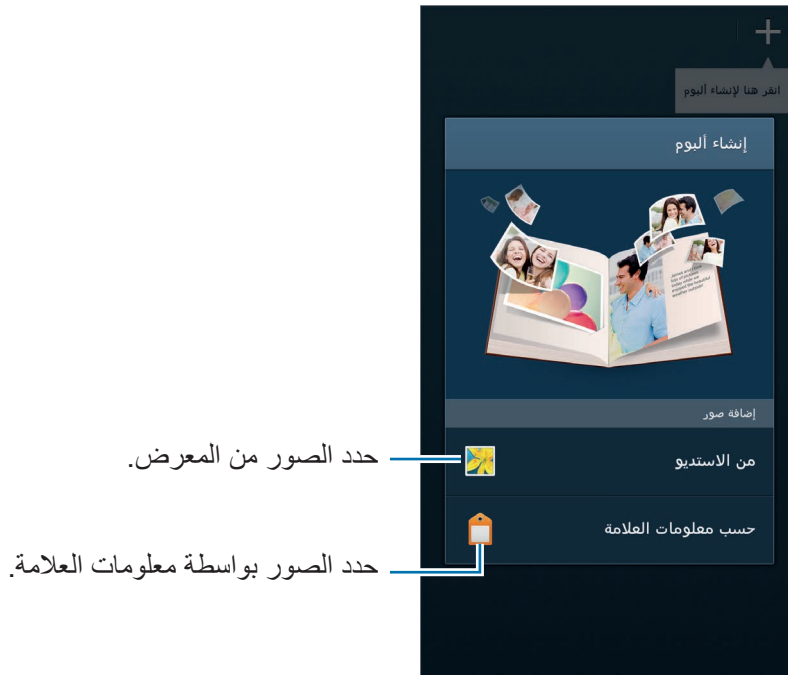 انقر هنا لإنشاء ألبوم
إنشاء ألبوم
إضافة صور
من الاستديو
حدد الصور من المعرض.
حسب معلومات العلامة
حدد الصور بواسطة معلومات العلامة.